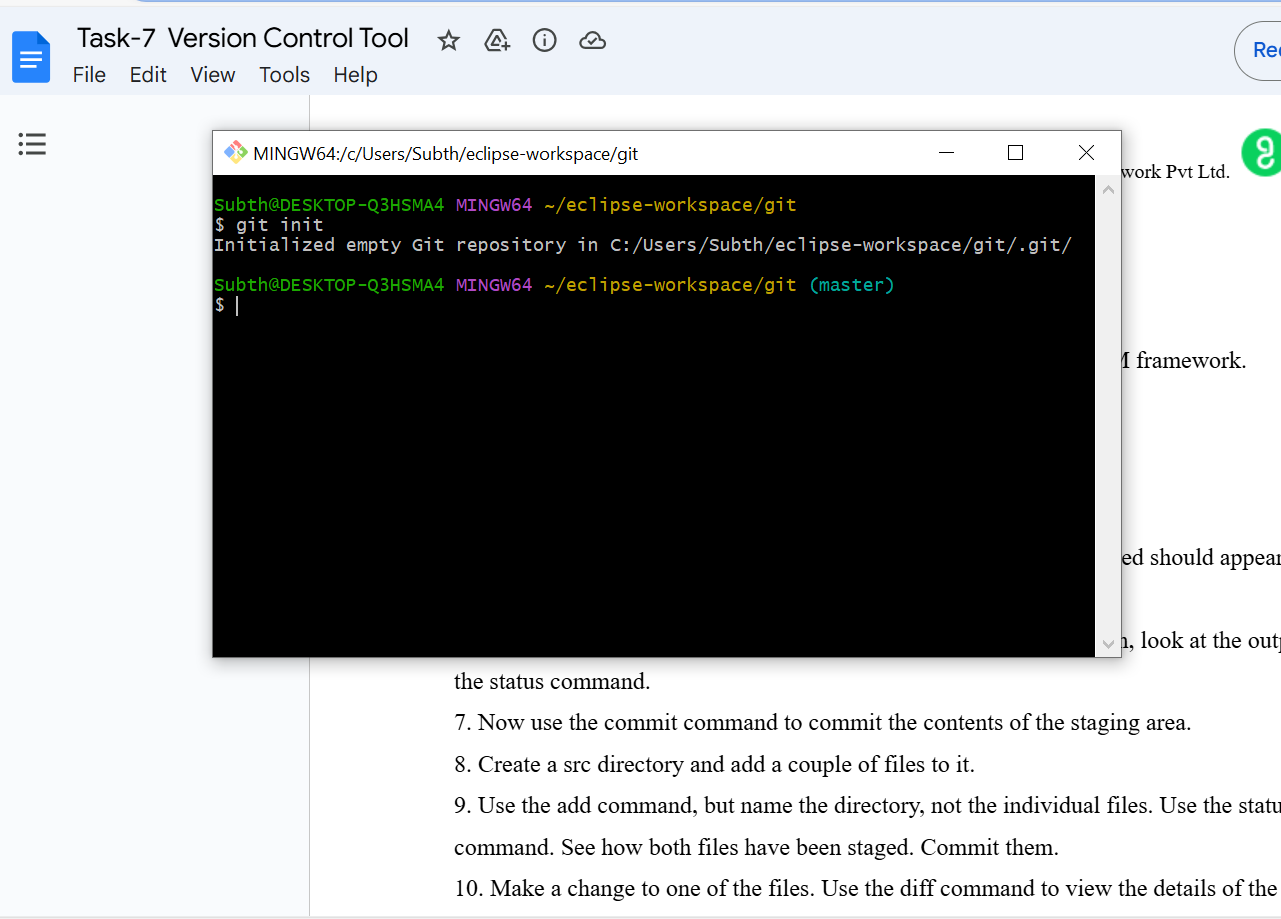 Task-7 Version Control Tool
File Edit View Tools Help
MINGW64:/c/Users/Subth/eclipse-workspace/git
work Pvt Ltd.
Subth@DESKTOP-Q3HSMA4 MINGW64 ~/eclipse-workspace/git
$ git init
Initialized empty Git repository in C:/Users/Subth/eclipse-workspace/git/.git/
Subth@DESKTOP-Q3HSMA4 MINGW64 ~/eclipse-workspace/git (master)
$
framework.
ed should appear
, look at the
the status command.
7. Now use the commit command to commit the contents of the staging area.
8. Create a src directory and add a couple of files to it.
9. Use the add command, but name the directory, not the individual files. Use the statu
command. See how both files have been staged. Commit them.
10. Make a change to one of the files. Use the diff command to view the details of the